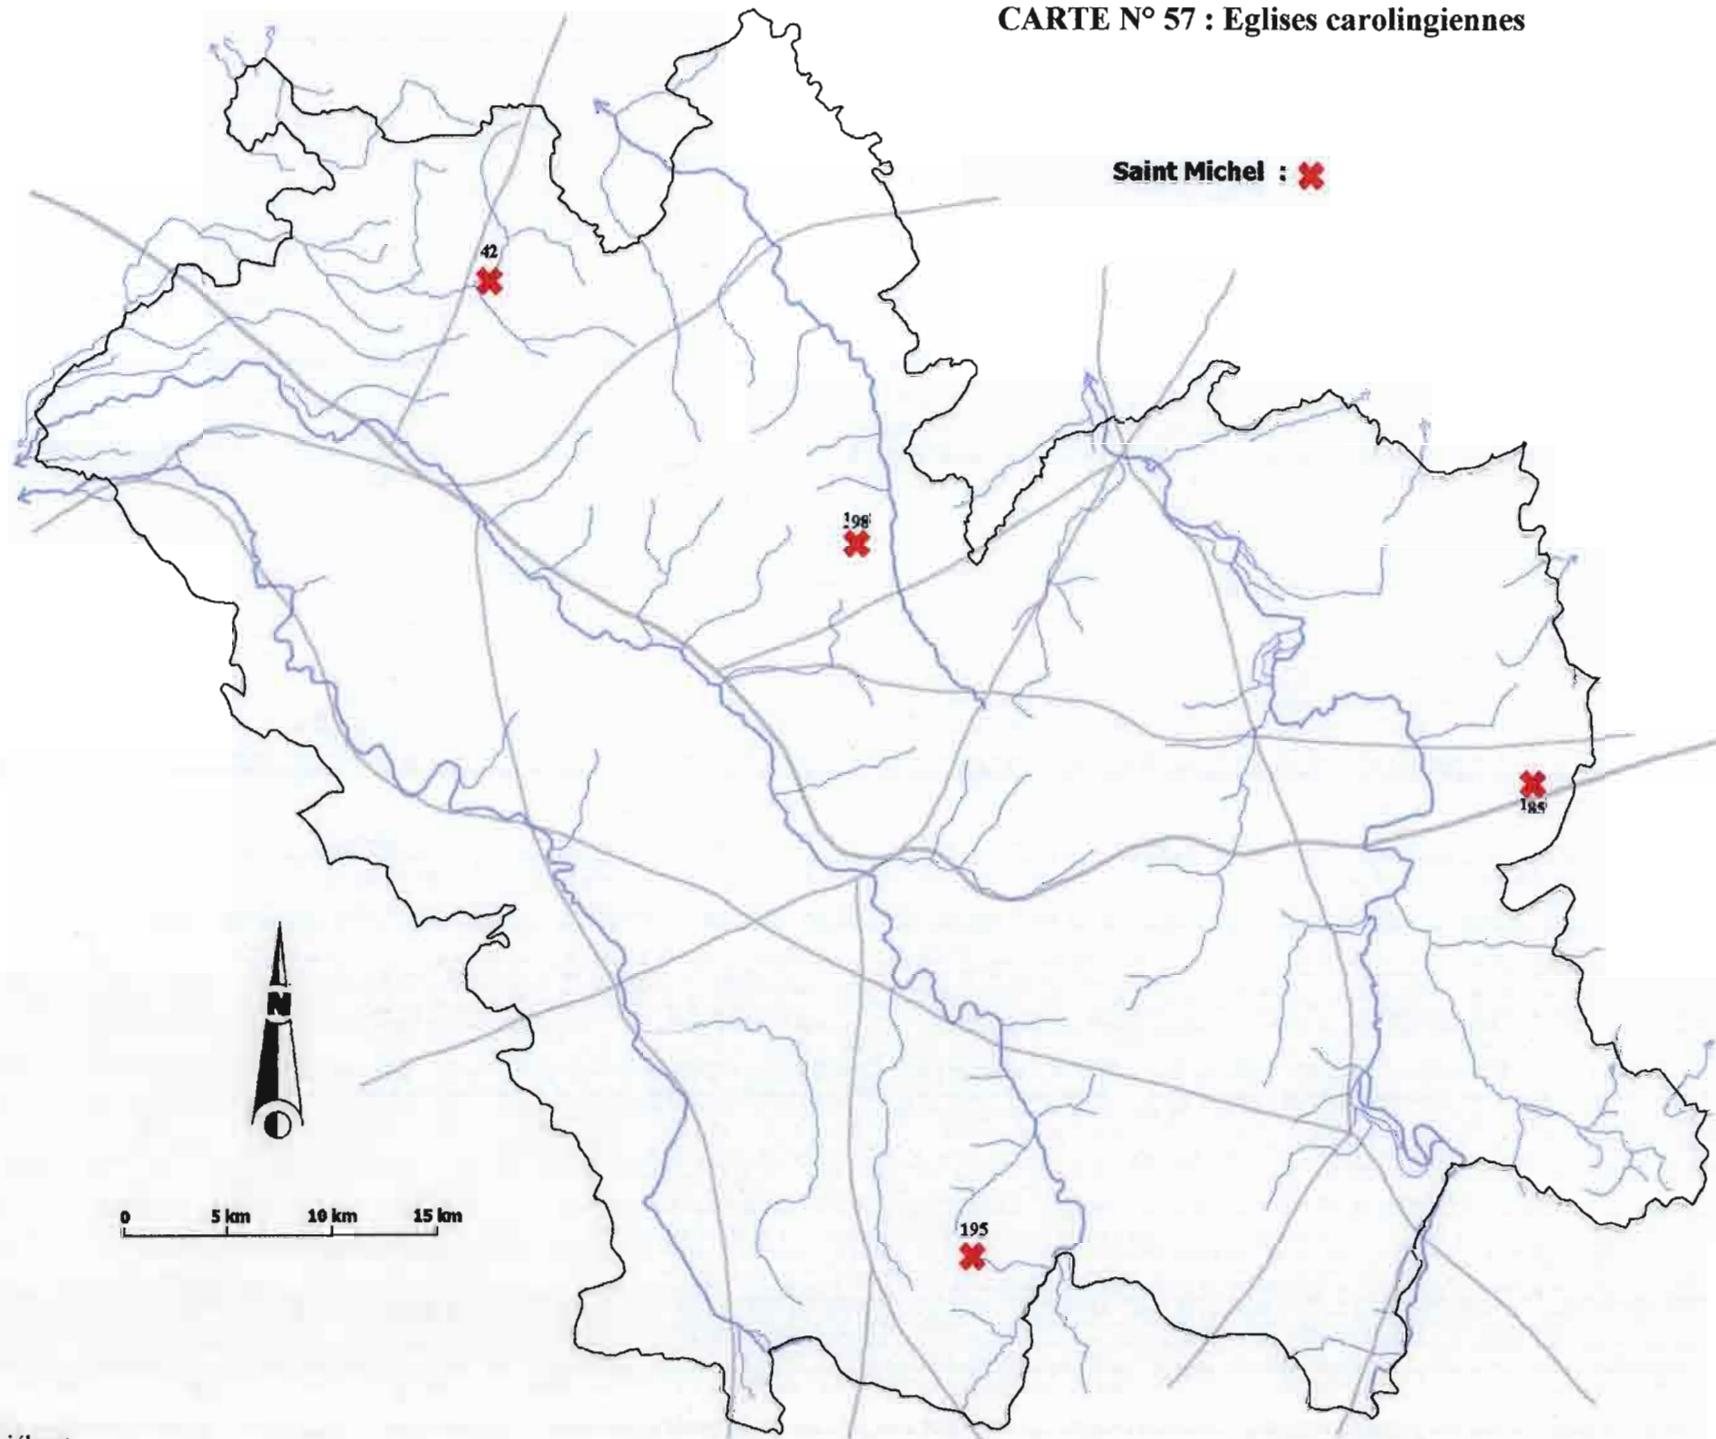 CARTE N° 57 : Eglises carolingiennes
Saint Michel :
42
198
185
N
0 5 km 10 km 15 km
195